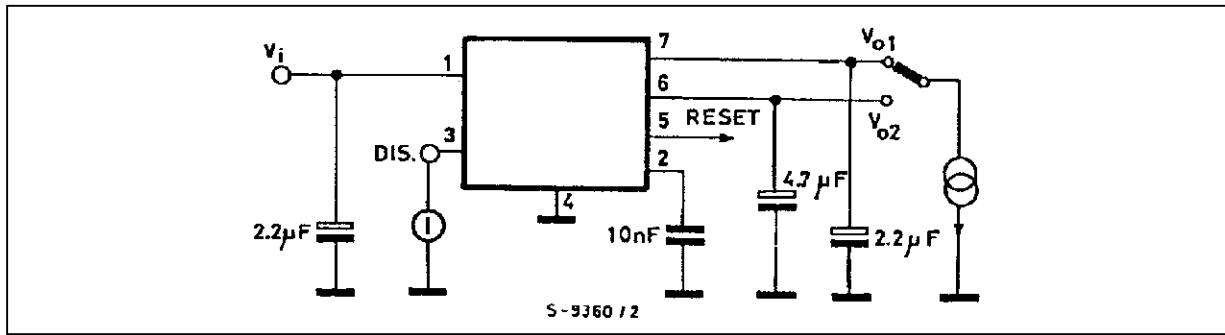 Vi
1
7
Vo1
6
RESET
5
Vo2
DIS.
3
2
4
4.7µF
2.2µF
10nF
2.2µF
S-9360/2